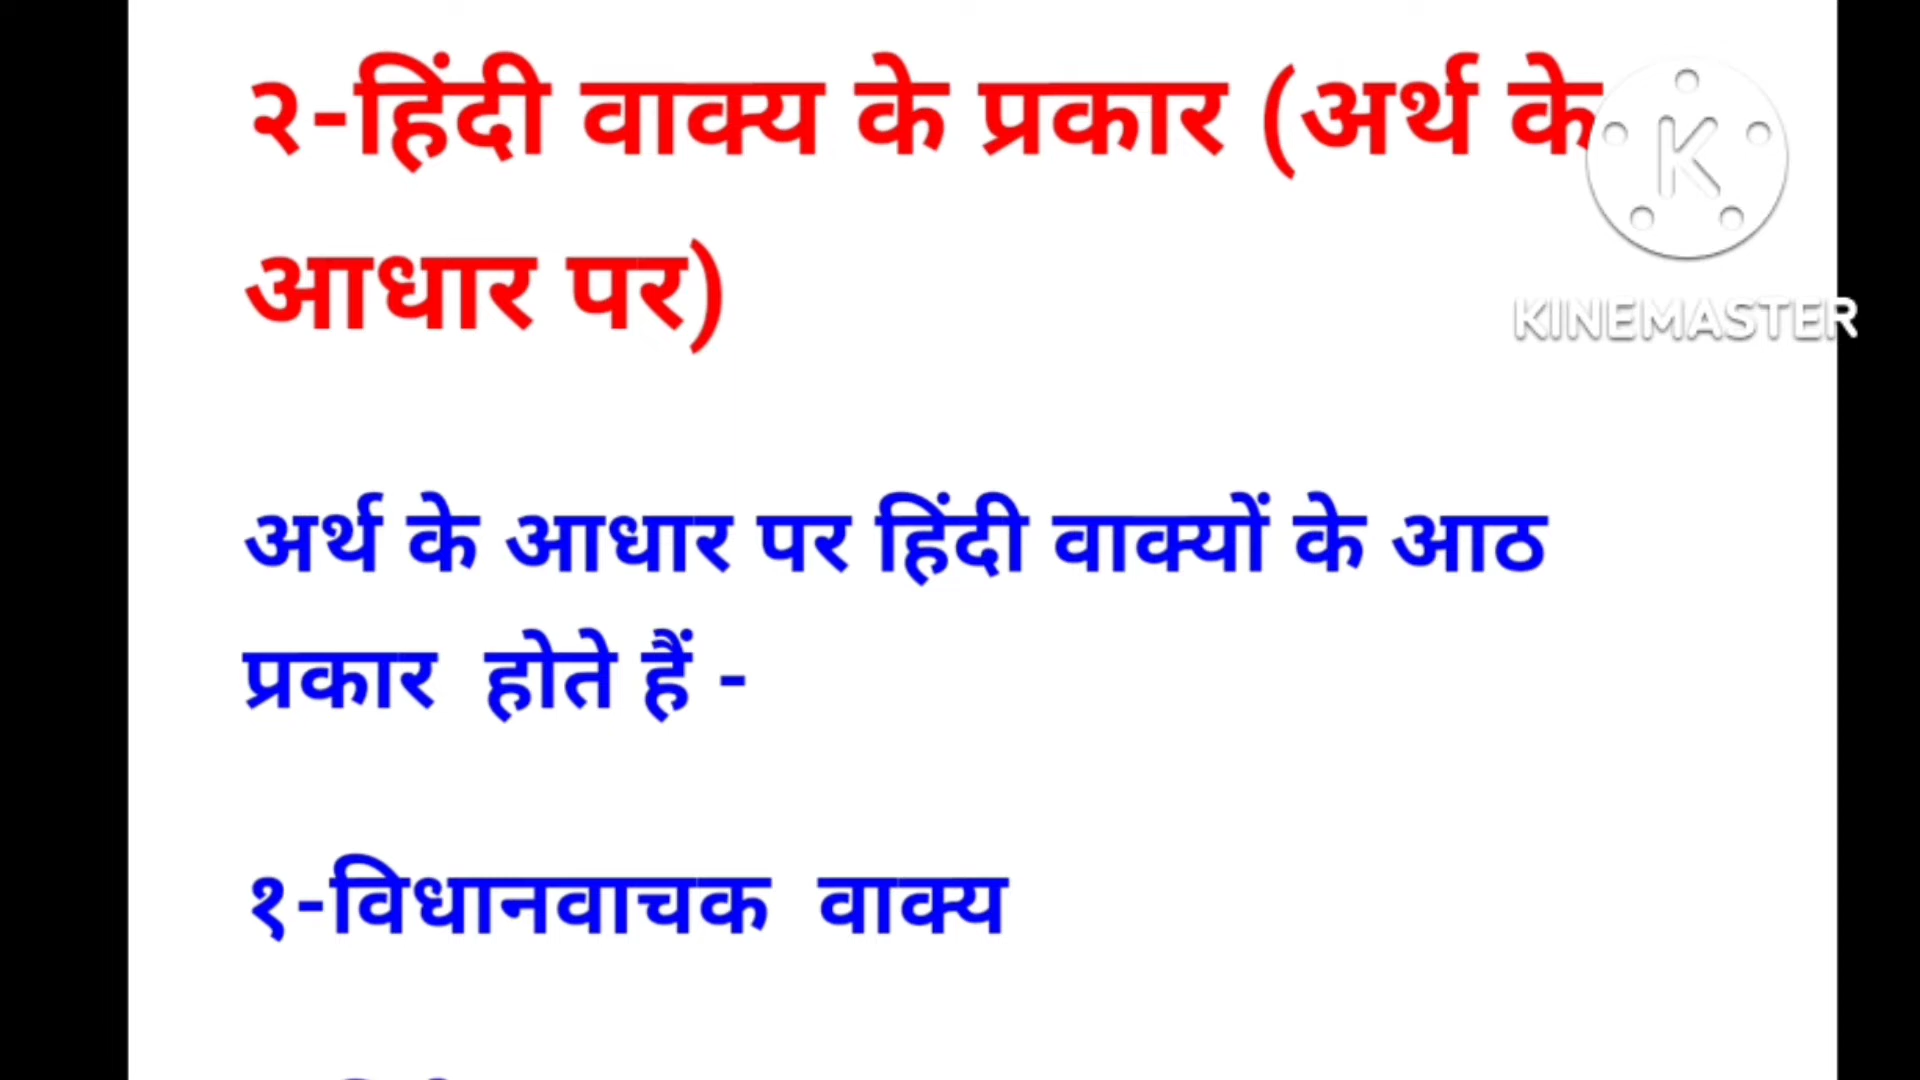 २-हिंदी वाक्य के प्रकार (अर्थ के
आधार पर)
KINEMASTER
अर्थ के आधार पर हिंदी वाक्यों के आठ
प्रकार होते हैं -
१-विधानवाचक वाक्य